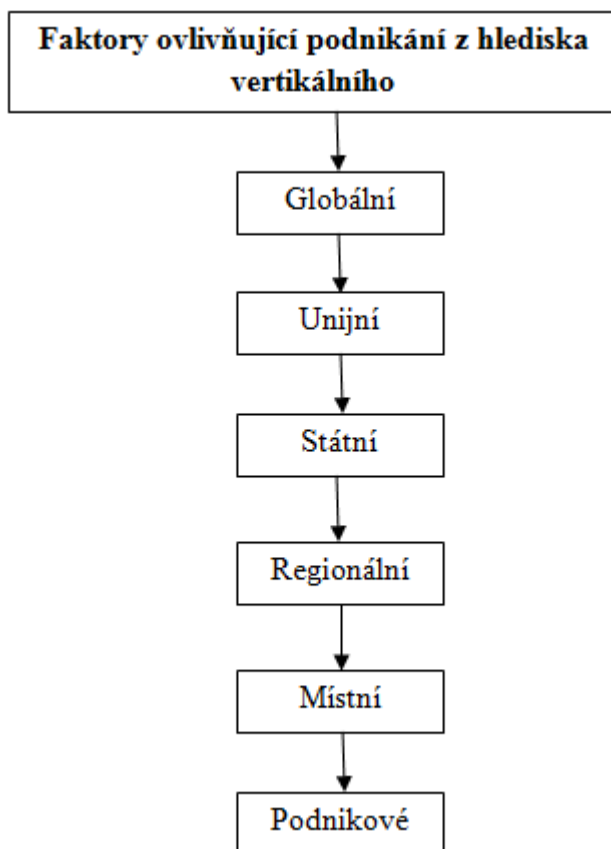 Faktory ovlivňující podnikání z hlediska
vertikálního
Globální
Unijní
Státní
Regionální
Místní
Podnikové